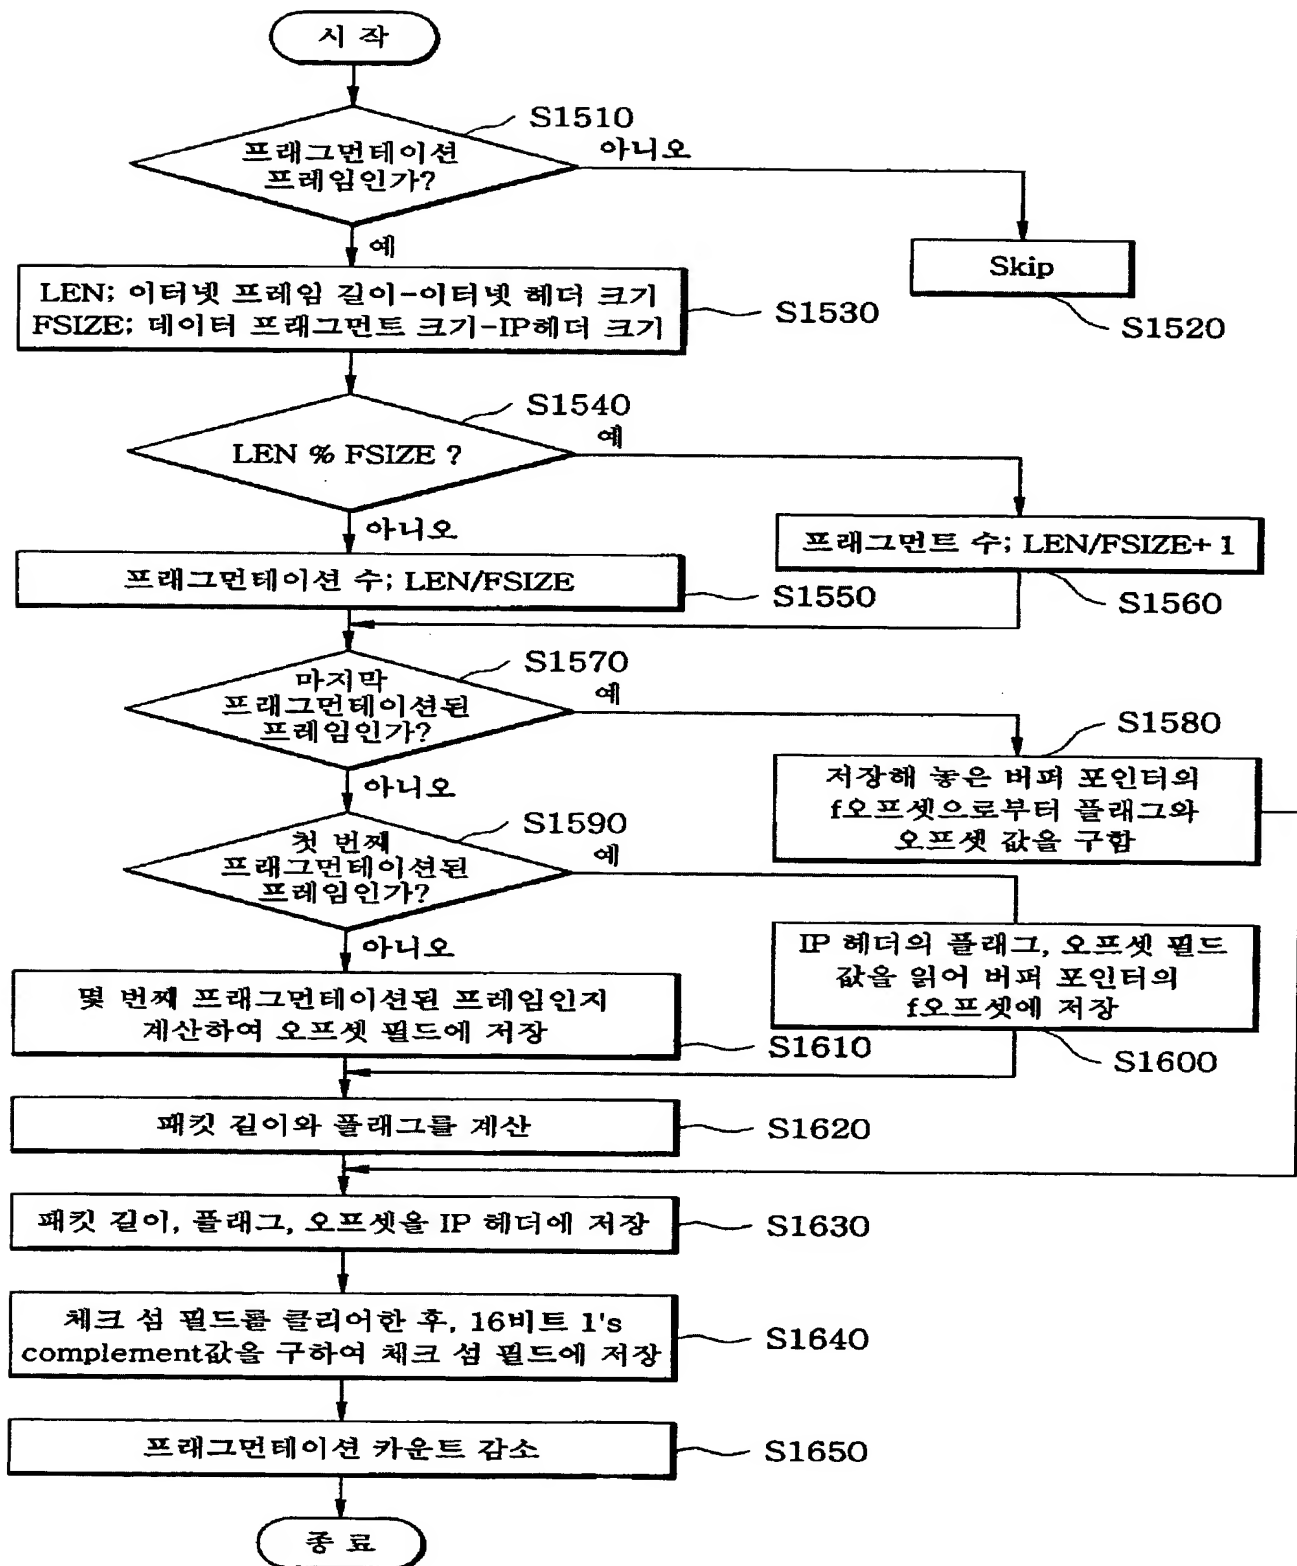 시 작
S1510
프래그먼테이션
프레임인가?
아니오
예
Skip
S1520
LEN; 이터넷 프레임 길이-이터넷 헤더 크기
FSIZE; 데이터 프래그먼트 크기-IP헤더 크기
S1530
S1540
LEN % FSIZE ?
예
아니오
프래그먼트 수; LEN/FSIZE+1
S1560
프래그먼테이션 수; LEN/FSIZE
S1550
S1570
마지막
프래그먼테이션된
프레임인가?
예
아니오
S1580
저장해 놓은 버퍼 포인터의
f오프셋으로부터 플래그와
오프셋 값을 구함
S1590
첫 번째
프래그먼테이션된
프레임인가?
예
아니오
IP 헤더의 플래그, 오프셋 필드
값을 읽어 버퍼 포인터의
f오프셋에 저장
S1600
몇 번째 프래그먼테이션된 프레임인지
계산하여 오프셋 필드에 저장
S1610
패킷 길이와 플래그를 계산
S1620
패킷 길이, 플래그, 오프셋을 IP 헤더에 저장
S1630
체크 섬 필드를 클리어한 후, 16비트 1's
complement값을 구하여 체크 섬 필드에 저장
S1640
프래그먼테이션 카운트 감소
S1650
종 료